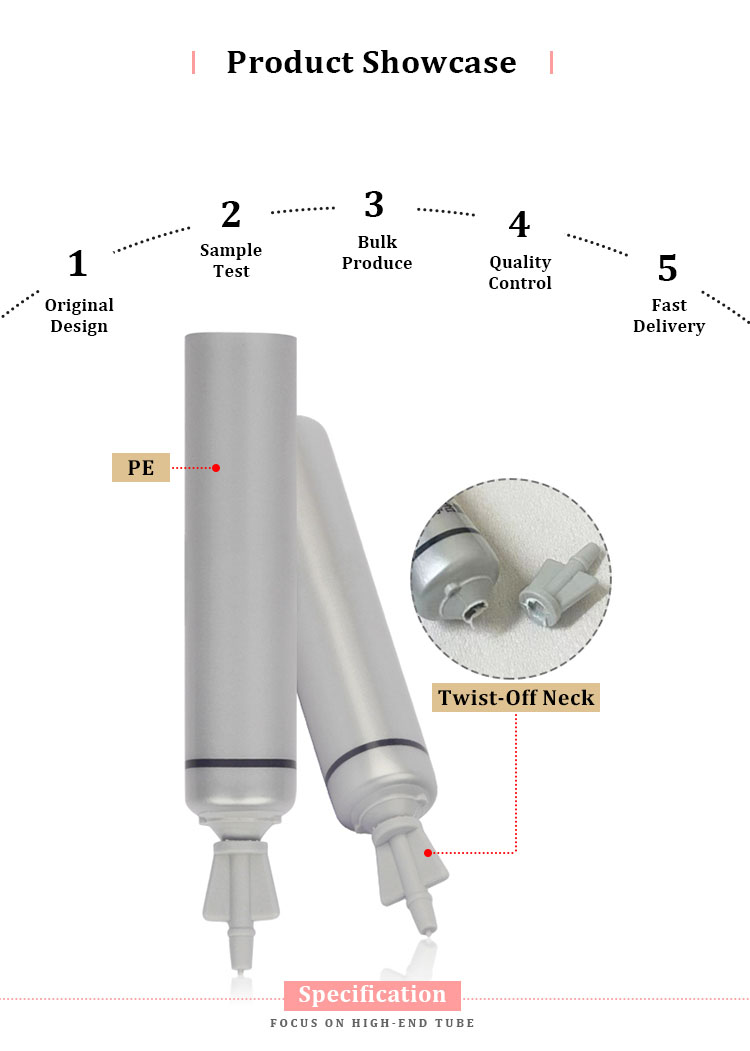 Product Showcase
1
Original
Design
2
Sample
Test
3
Bulk
Produce
4
Quality
Control
5
Fast
Delivery
PE
Twist-Off Neck
Specification
FOCUS ON HIGH-END TUBE